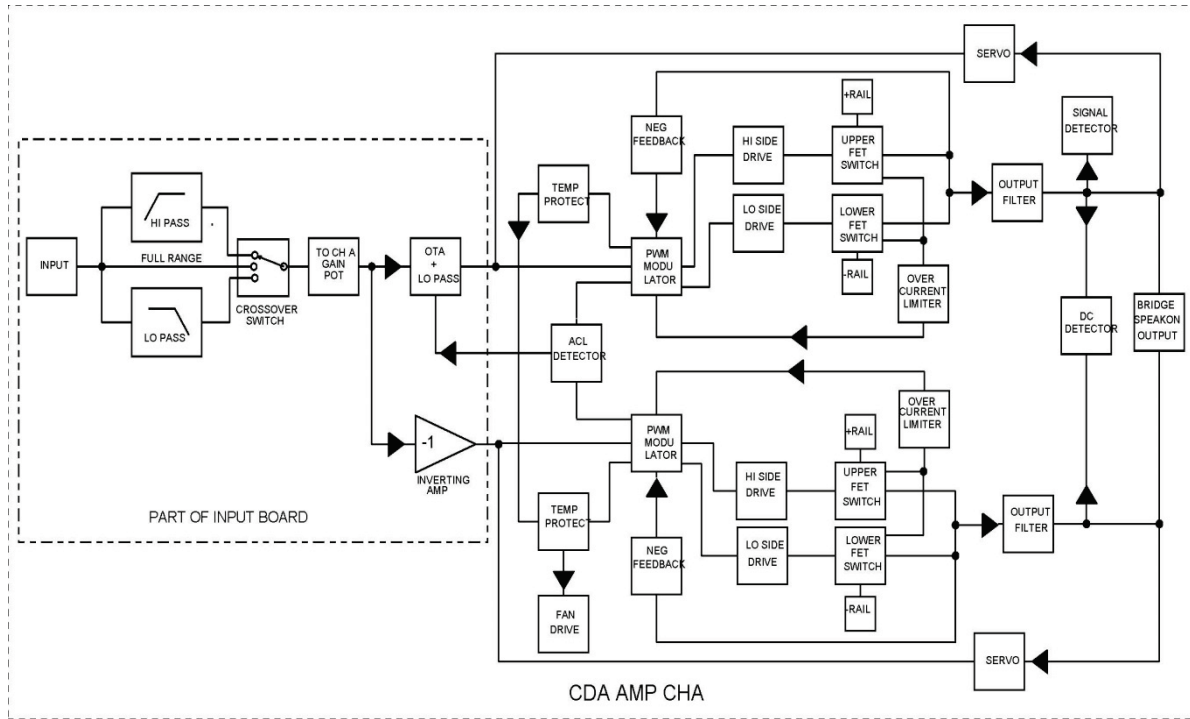 SERVO
+RAIL
SIGNAL
DETECTOR
NEG
FEEDBACK
HI SIDE
DRIVE
UPPER
FET
SWITCH
TEMP
PROTECT
OUTPUT
FILTER
HI PASS
LO SIDE
DRIVE
LOWER
FET
SWITCH
INPUT
FULL RANGE
TO CH A
GAIN
POT
OTA
+
LO PASS
PWM
MODU
LATOR
-RAIL
OVER
CURRENT
LIMITER
CROSSOVER
SWITCH
LO PASS
ACL
DETECTOR
DC
DETECTOR
BRIDGE
SPEAKON
OUTPUT
OVER
CURRENT
LIMITER
-1
INVERTING
AMP
PWM
MODU
LATOR
+RAIL
HI SIDE
DRIVE
UPPER
FET
SWITCH
PART OF INPUT BOARD
TEMP
PROTECT
OUTPUT
FILTER
NEG
FEEDBACK
LO SIDE
DRIVE
LOWER
FET
SWITCH
FAN
DRIVE
-RAIL
SERVO
CDA AMP CHA